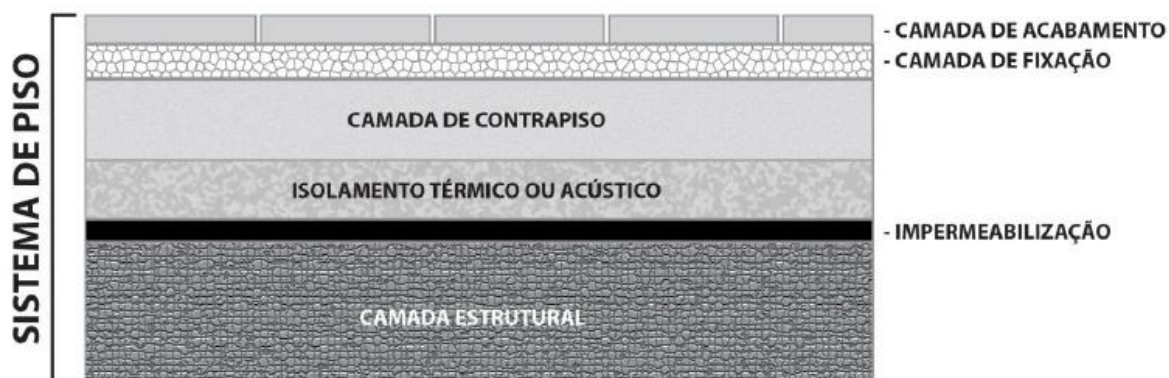 SISTEMA DE PISO
- CAMADA DE ACABAMENTO
- CAMADA DE FIXAÇÃO
CAMADA DE CONTRAPISO
ISOLAMENTO TÉRMICO OU ACÚSTICO
- IMPERMEABILIZAÇÃO
CAMADA ESTRUTURAL